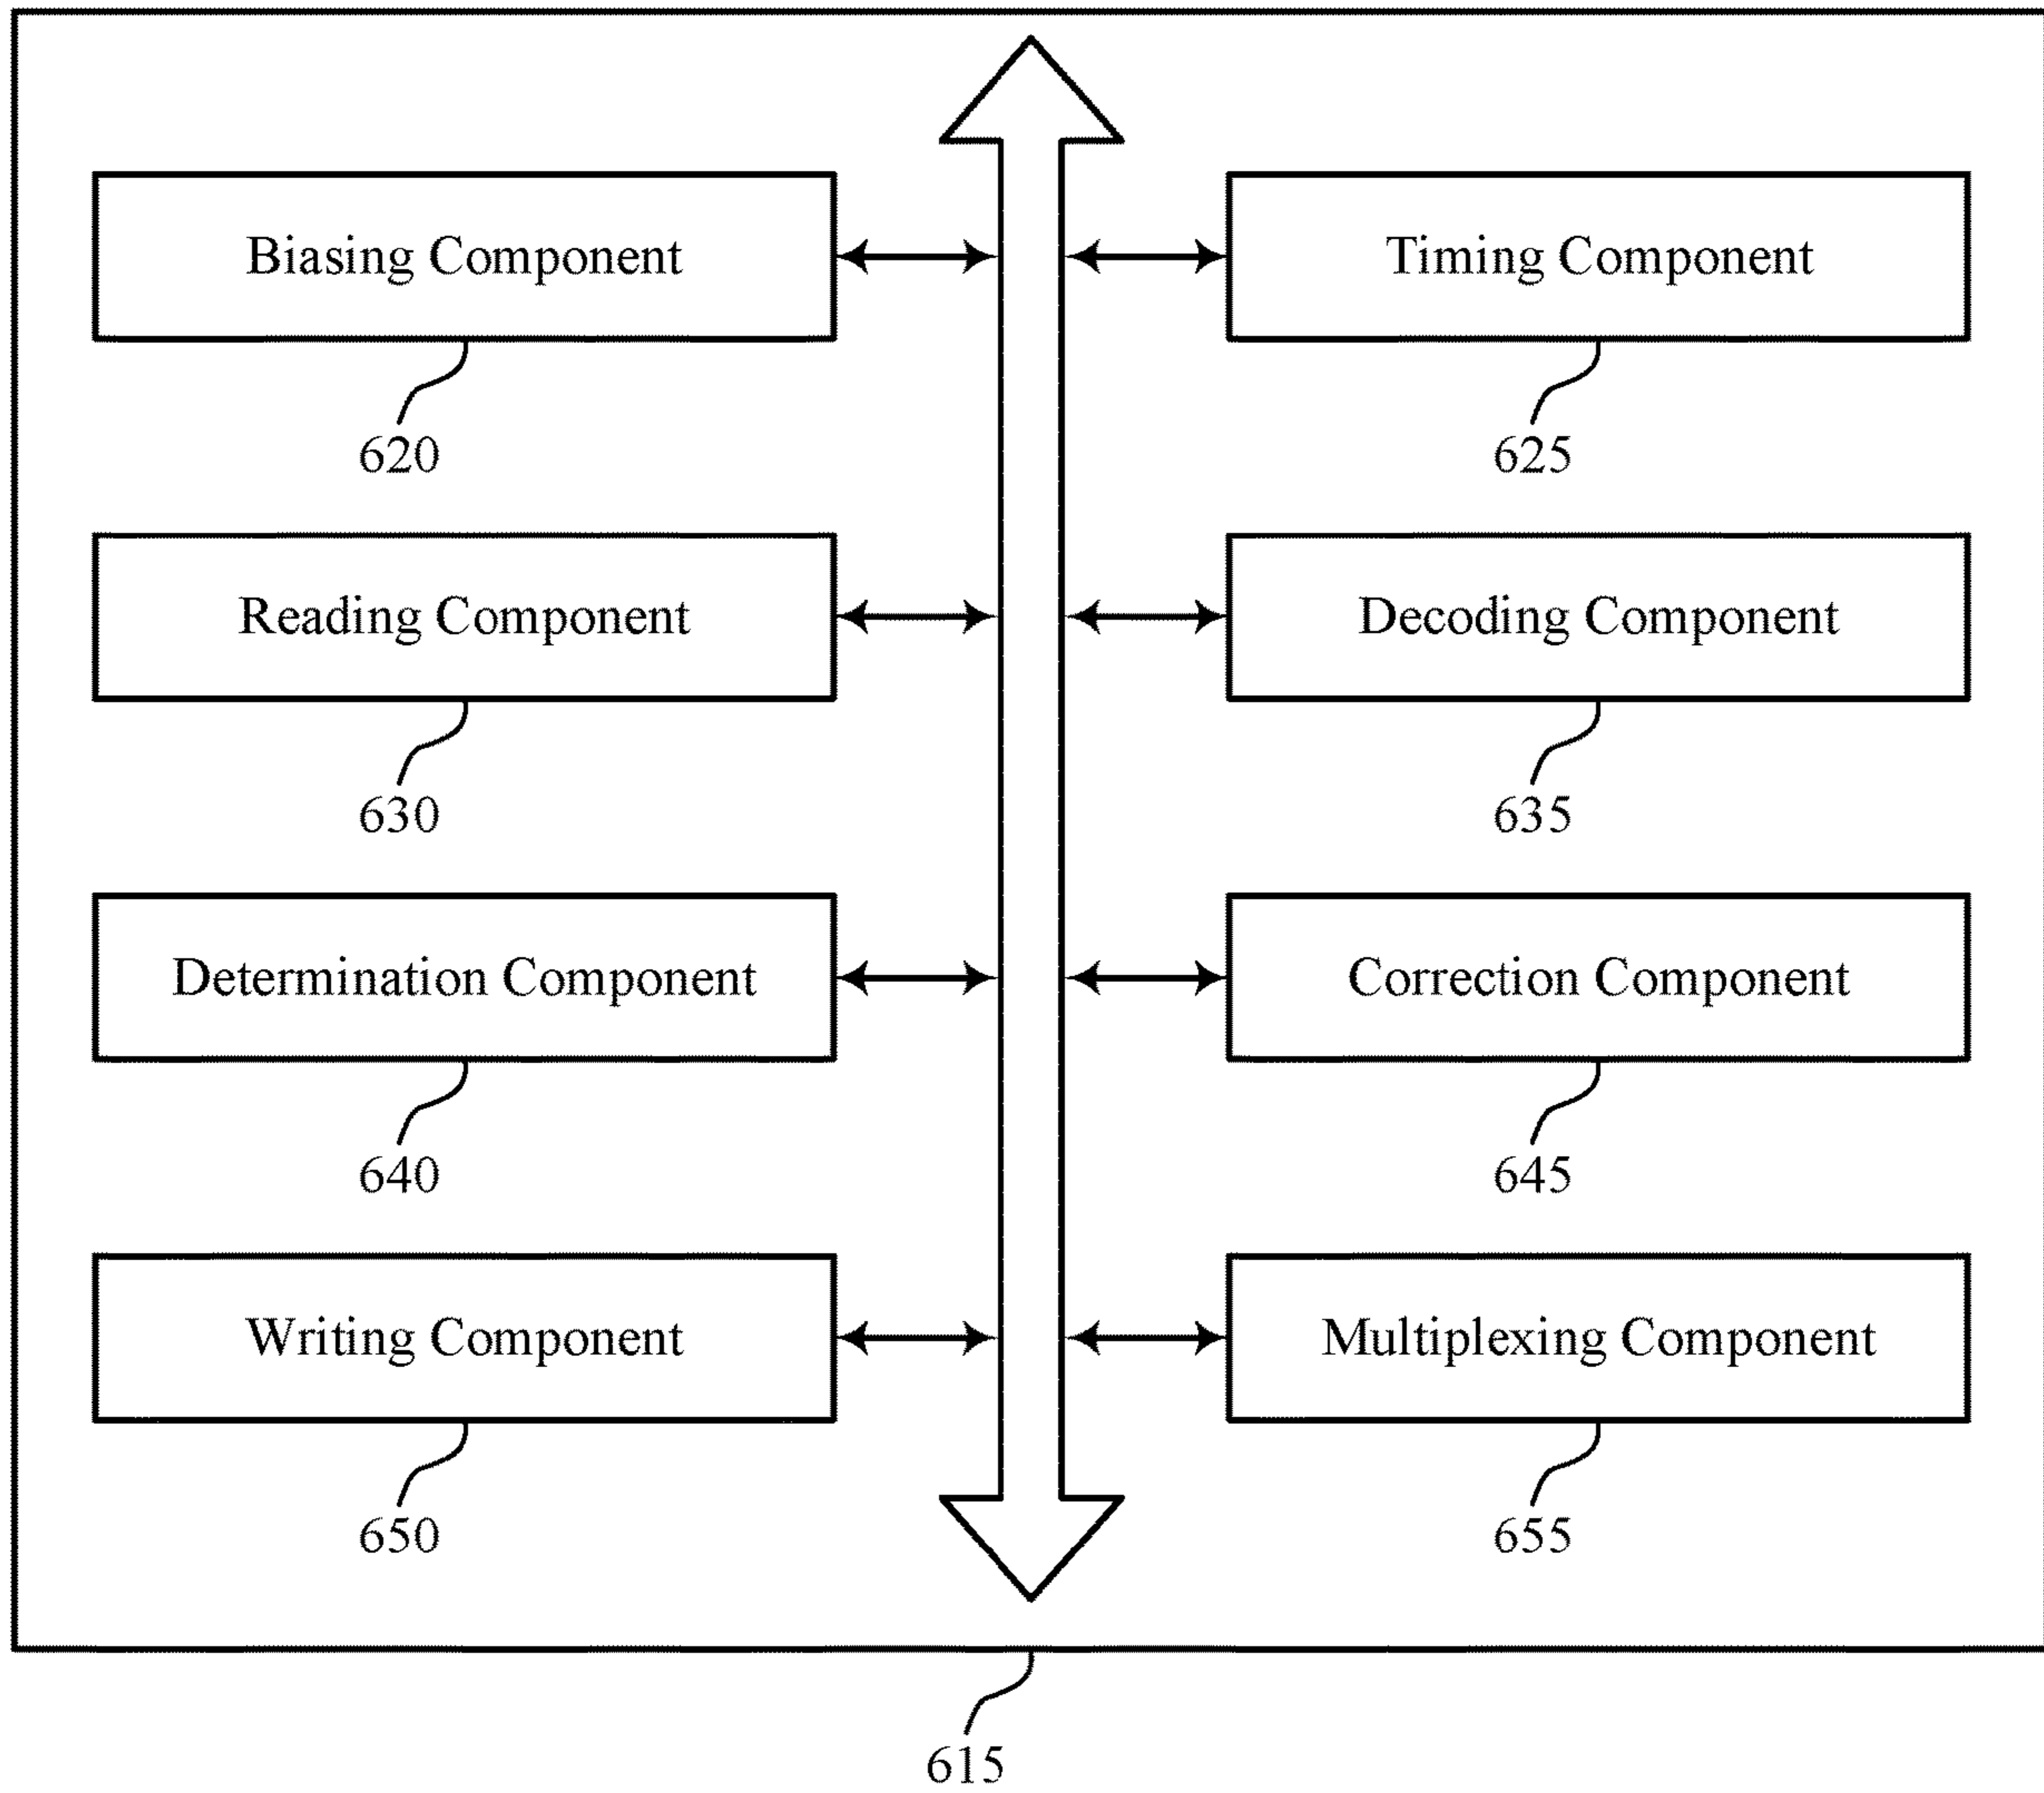 Biasing Component
Timing Component
620
625
Reading Component
Decoding Component
630
635
Determination Component
Correction Component
640
645
Writing Component
Multiplexing Component
650
655
615